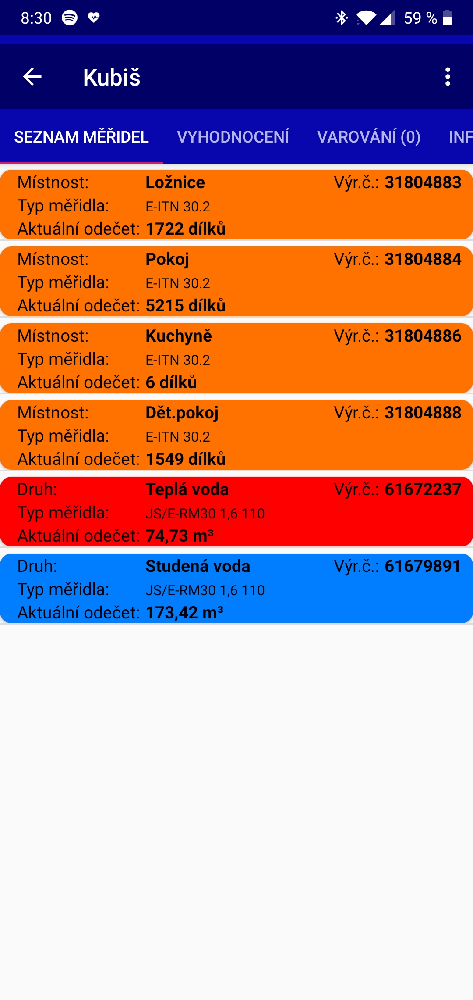 8:30 59 %
Kubiš
SEZNAM MĚŘIDEL VYHODNOCENÍ VAROVÁNÍ (0) INF
Místnost: Ložnice Výr.č.: 31804883
Typ měřidla: E-ITN 30.2
Aktuální odečet: 1722 dílků
Místnost: Pokoj Výr.č.: 31804884
Typ měřidla: E-ITN 30.2
Aktuální odečet: 5215 dílků
Místnost: Kuchyně Výr.č.: 31804886
Typ měřidla: E-ITN 30.2
Aktuální odečet: 6 dílků
Místnost: Dět.pokoj Výr.č.: 31804888
Typ měřidla: E-ITN 30.2
Aktuální odečet: 1549 dílků
Druh: Teplá voda Výr.č.: 61672237
Typ měřidla: JS/E-RM30 1,6 110
Aktuální odečet: 74,73 m³
Druh: Studená voda Výr.č.: 61679891
Typ měřidla: JS/E-RM30 1,6 110
Aktuální odečet: 173,42 m³